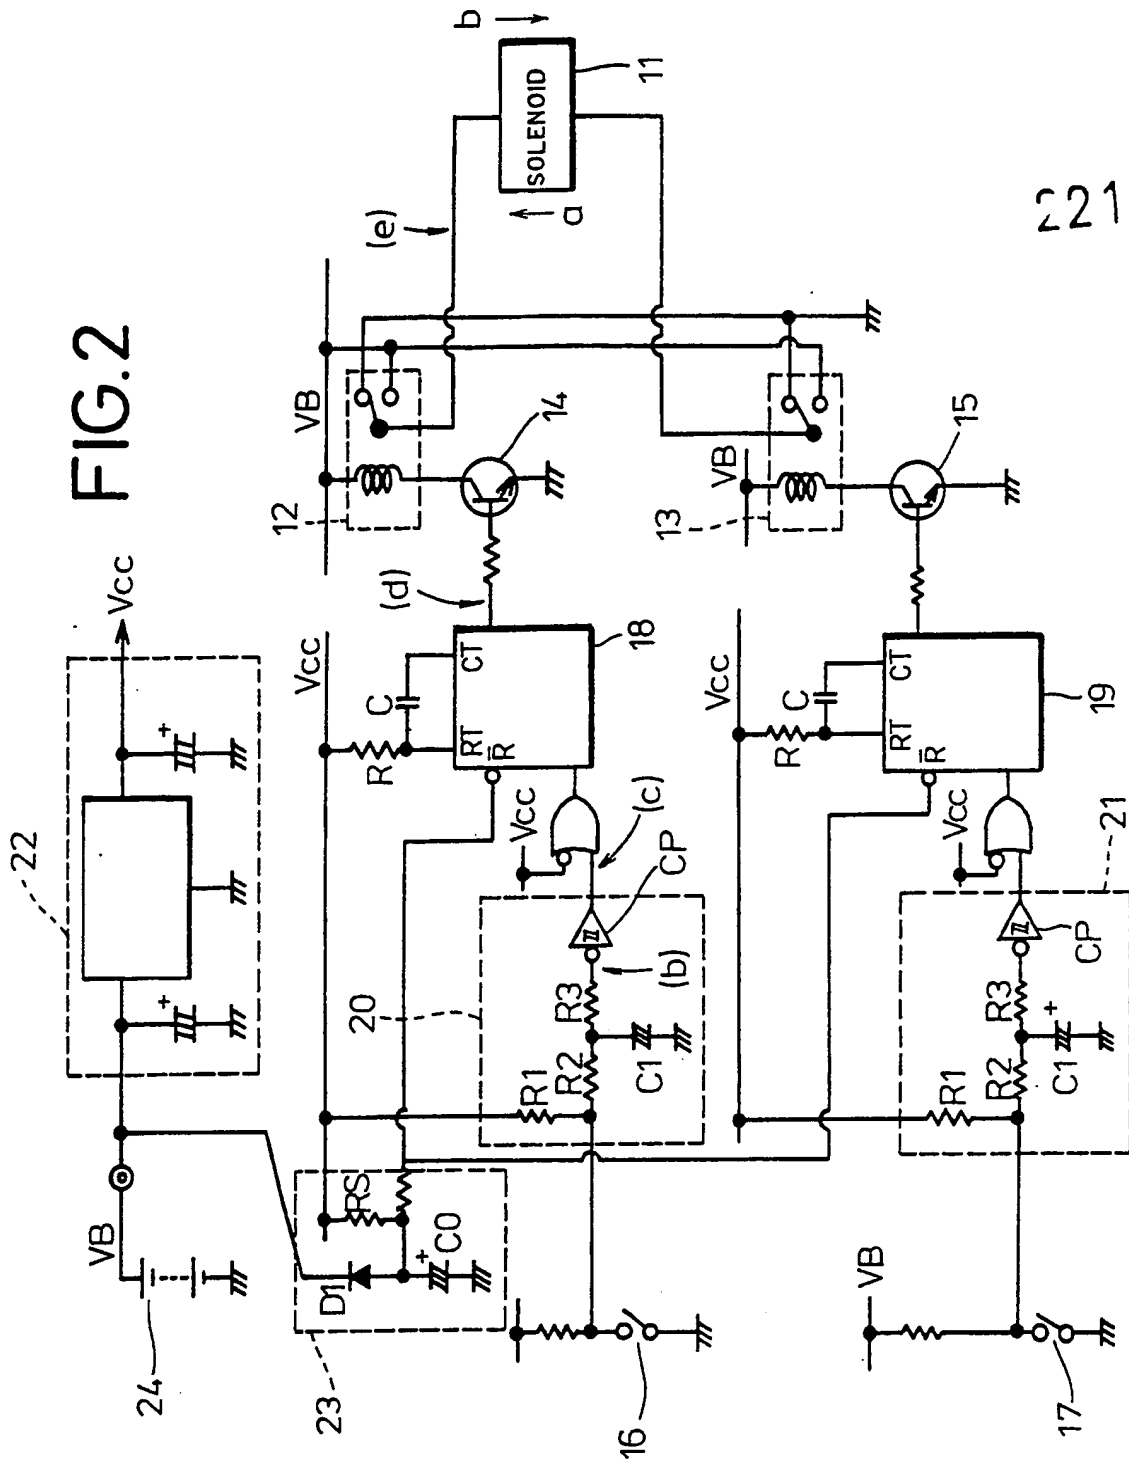 FIG.2
22
Vcc
VB
24
23
D1
RS
C0
+
+
+
Vcc
R
C
RT
CT
R̅
18
(d)
12
VB
14
(e)
b
SOLENOID
11
a
20
R1
R2
R3
C1
(b)
CP
(c)
Vcc
16
Vcc
R
C
RT
CT
R̅
19
13
VB
15
VB
17
R1
R2
R3
C1
+
CP
Vcc
21
221